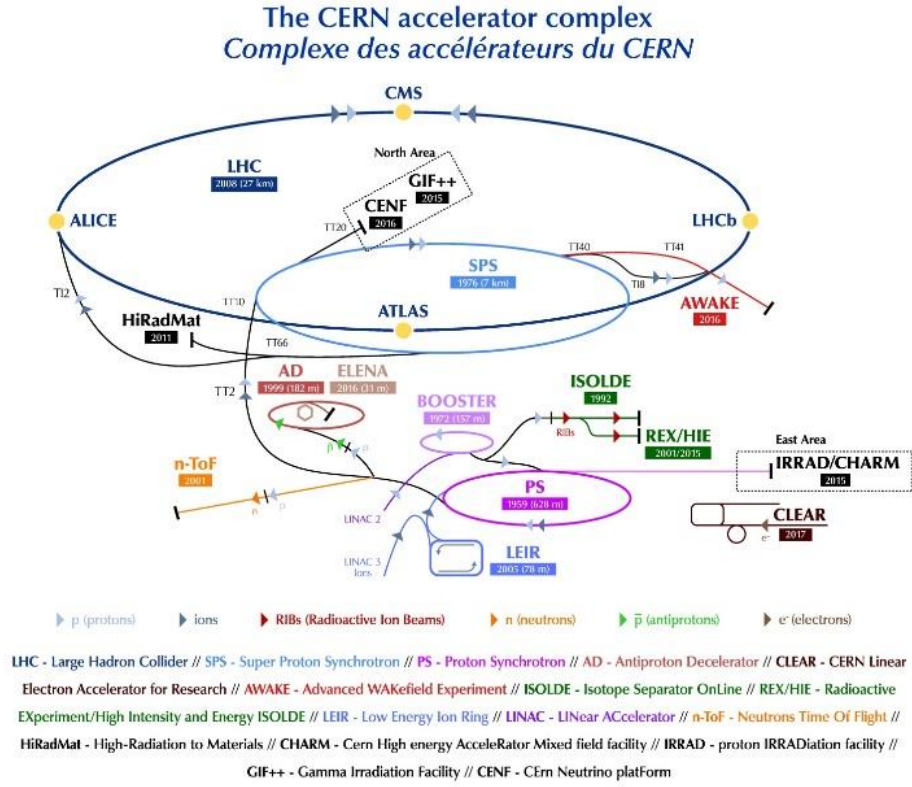 The CERN accelerator complex
Complexe des accélérateurs du CERN
CMS
North Area
LHC
2008 (27 km)
GIF++
2015
CENF
2016
ALICE
LHCb
TT20
TT40
TT41
SPS
1976 (7 km)
TI2
TI8
TT10
ATLAS
AWAKE
2016
HiRadMat
2011
TT66
AD
1999 (182 m)
ELENA
2016 (31 m)
TT2
BOOSTER
1972 (157 m)
ISOLDE
1992
RIBs
REX/HIE
2001/2015
East Area
p̅
p
n-ToF
2001
IRRAD/CHARM
2015
PS
1959 (628 m)
n
p
LINAC 2
CLEAR
2017
e-
LINAC 3
Ions
LEIR
2005 (78 m)
p (protons)
ions
RIBs (Radioactive Ion Beams)
n (neutrons)
p̅ (antiprotons)
e- (electrons)
LHC - Large Hadron Collider // SPS - Super Proton Synchrotron // PS - Proton Synchrotron // AD - Antiproton Decelerator // CLEAR - CERN Linear
Electron Accelerator for Research // AWAKE - Advanced WAKefield Experiment // ISOLDE - Isotope Separator OnLine // REX/HIE - Radioactive
EXperiment/High Intensity and Energy ISOLDE // LEIR - Low Energy Ion Ring // LINAC - LINear ACcelerator // n-ToF - Neutrons Time Of Flight //
HiRadMat - High-Radiation to Materials // CHARM - Cern High energy AcceleRator Mixed field facility // IRRAD - proton IRRADiation facility //
GIF++ - Gamma Irradiation Facility // CENF - CErn Neutrino platForm